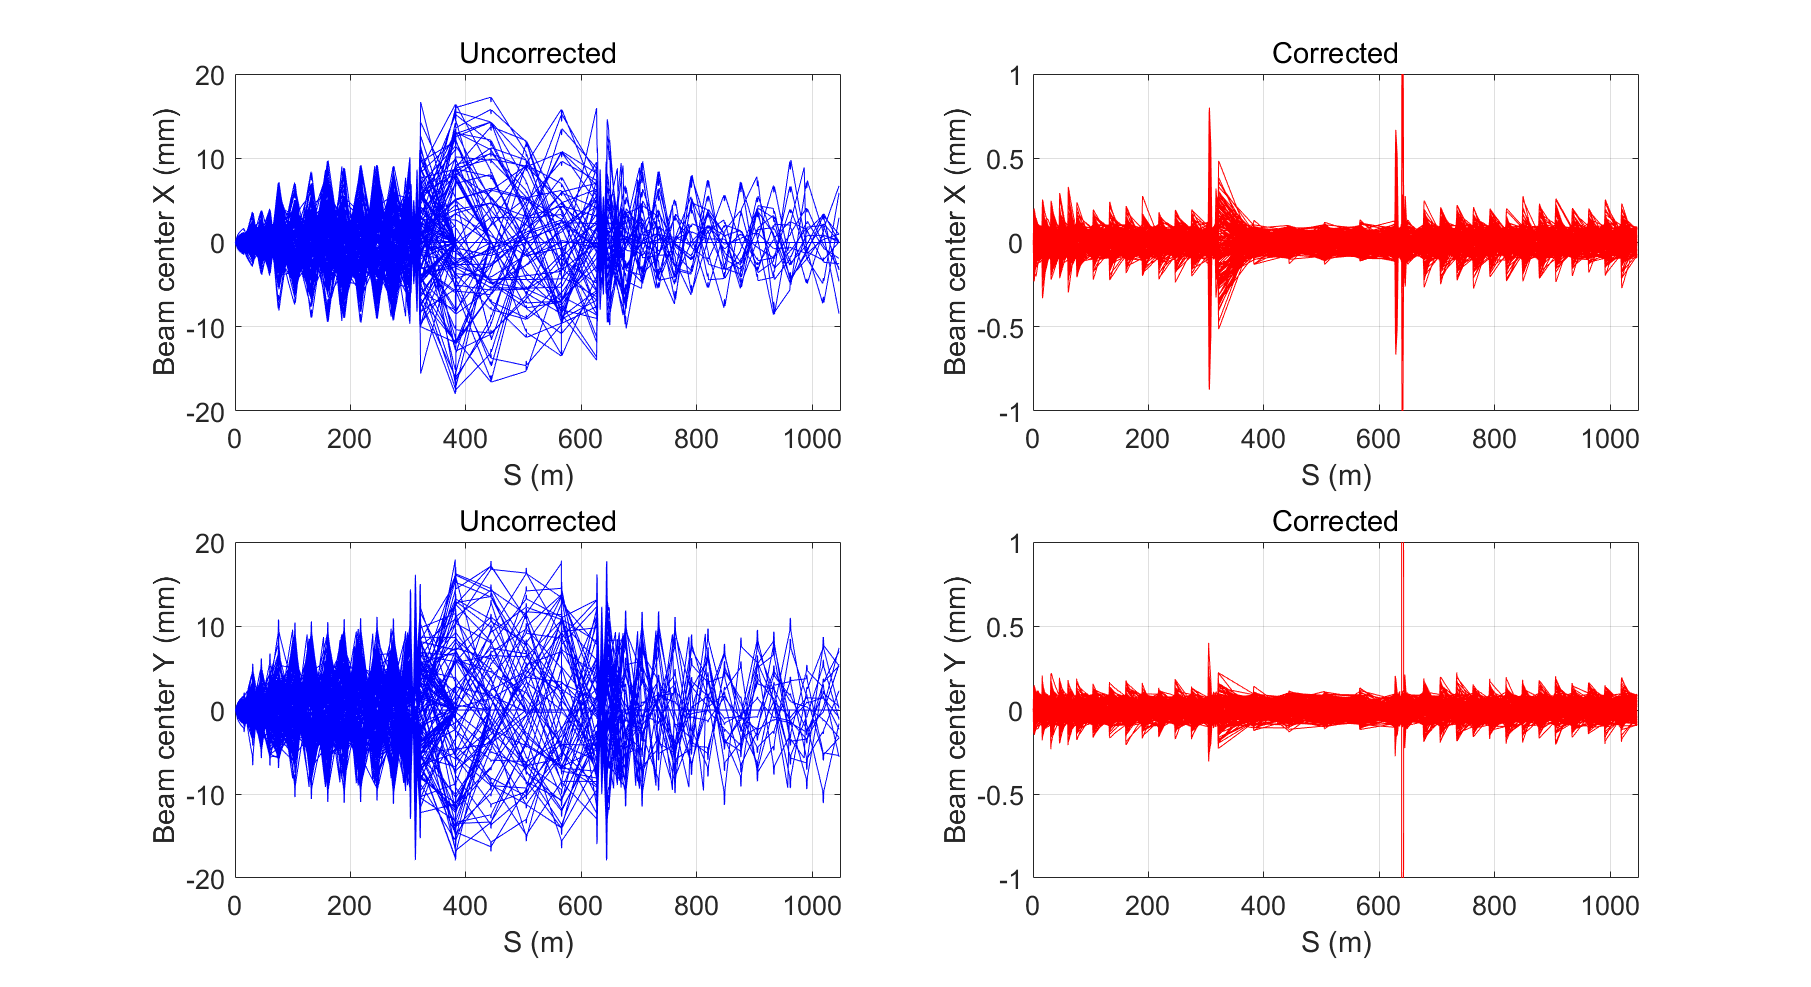 Uncorrected
20
10
0
-10
-20
Beam center X (mm)
0 200 400 600 800 1000
S (m)
Corrected
1
0.5
0
-0.5
-1
Beam center X (mm)
0 200 400 600 800 1000
S (m)
Uncorrected
20
10
0
-10
-20
Beam center Y (mm)
0 200 400 600 800 1000
S (m)
Corrected
1
0.5
0
-0.5
-1
Beam center Y (mm)
0 200 400 600 800 1000
S (m)